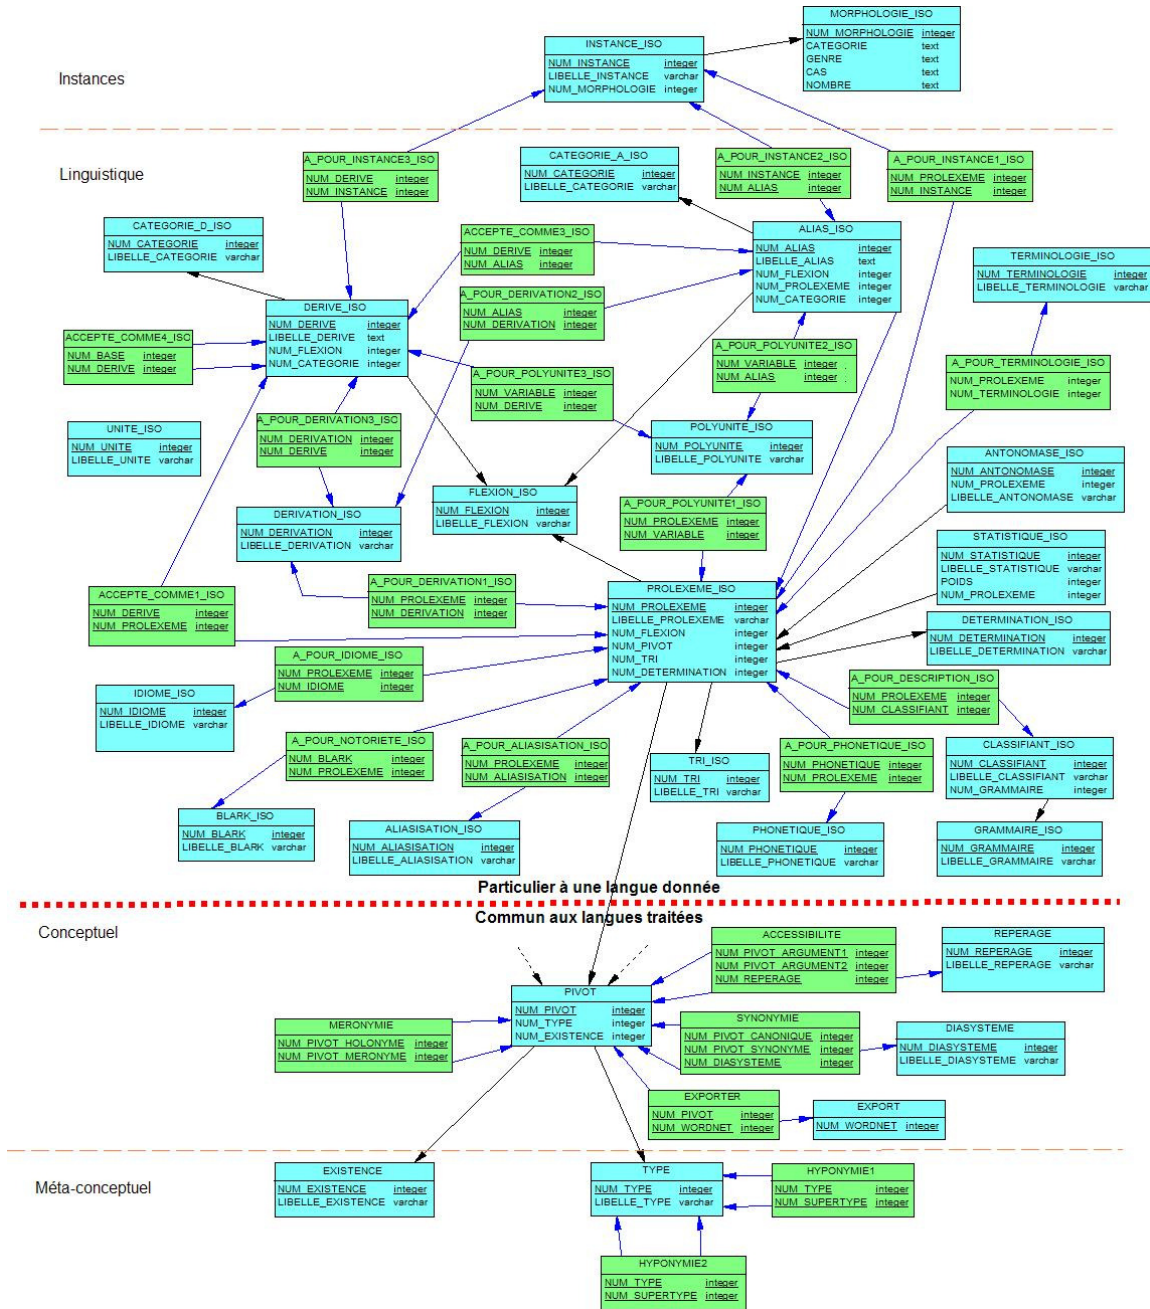 MORPHOLOGIE_ISO
NUM_MORPHOLOGIE integer
CATEGORIE text
GENRE text
CAS text
NOMBRE text
INSTANCE_ISO
NUM_INSTANCE integer
LIBELLE_INSTANCE varchar
NUM_MORPHOLOGIE integer
Instances
Linguistique
A_POUR_INSTANCE3_ISO
NUM_DERIVE integer
NUM_INSTANCE integer
CATEGORIE_A_ISO
NUM_CATEGORIE integer
LIBELLE_CATEGORIE varchar
A_POUR_INSTANCE2_ISO
NUM_INSTANCE integer
NUM_ALIAS integer
A_POUR_INSTANCE1_ISO
NUM_PROLEXEME integer
NUM_INSTANCE integer
CATEGORIE_D_ISO
NUM_CATEGORIE integer
LIBELLE_CATEGORIE varchar
ACCEPTE_COMME3_ISO
NUM_DERIVE integer
NUM_ALIAS integer
ALIAS_ISO
NUM_ALIAS integer
LIBELLE_ALIAS text
NUM_FLEXION integer
NUM_PROLEXEME integer
NUM_CATEGORIE integer
TERMINOLOGIE_ISO
NUM_TERMINOLOGIE integer
LIBELLE_TERMINOLOGIE varchar
A_POUR_DERIVATION2_ISO
NUM_ALIAS integer
NUM_DERIVATION integer
DERIVE_ISO
NUM_DERIVE integer
LIBELLE_DERIVE text
NUM_FLEXION integer
NUM_CATEGORIE integer
ACCEPTE_COMME4_ISO
NUM_BASE integer
NUM_DERIVE integer
A_POUR_POLYUNITE2_ISO
NUM_VARIABLE integer
NUM_ALIAS integer
A_POUR_TERMINOLOGIE_ISO
NUM_PROLEXEME integer
NUM_TERMINOLOGIE integer
A_POUR_POLYUNITE3_ISO
NUM_VARIABLE integer
NUM_DERIVE integer
UNITE_ISO
NUM_UNITE integer
LIBELLE_UNITE varchar
A_POUR_DERIVATION3_ISO
NUM_DERIVATION integer
NUM_DERIVE integer
POLYUNITE_ISO
NUM_POLYUNITE integer
LIBELLE_POLYUNITE varchar
ANTONOMASE_ISO
NUM_ANTONOMASE integer
NUM_PROLEXEME integer
LIBELLE_ANTONOMASE varchar
FLEXION_ISO
NUM_FLEXION integer
LIBELLE_FLEXION varchar
DERIVATION_ISO
NUM_DERIVATION integer
LIBELLE_DERIVATION varchar
A_POUR_POLYUNITE1_ISO
NUM_PROLEXEME integer
NUM_VARIABLE integer
STATISTIQUE_ISO
NUM_STATISTIQUE integer
LIBELLE_STATISTIQUE varchar
POIDS integer
NUM_PROLEXEME integer
ACCEPTE_COMME1_ISO
NUM_DERIVE integer
NUM_PROLEXEME integer
A_POUR_DERIVATION1_ISO
NUM_PROLEXEME integer
NUM_DERIVATION integer
PROLEXEME_ISO
NUM_PROLEXEME integer
LIBELLE_PROLEXEME varchar
NUM_FLEXION integer
NUM_PIVOT integer
NUM_TRI integer
NUM_DETERMINATION integer
DETERMINATION_ISO
NUM_DETERMINATION integer
LIBELLE_DETERMINATION varchar
A_POUR_IDIOME_ISO
NUM_PROLEXEME integer
NUM_IDIOME integer
A_POUR_DESCRIPTION_ISO
NUM_PROLEXEME integer
NUM_CLASSIFIANT integer
IDIOME_ISO
NUM_IDIOME integer
LIBELLE_IDIOME varchar
A_POUR_NOTORIETE_ISO
NUM_BLARK integer
NUM_PROLEXEME integer
A_POUR_ALIASISATION_ISO
NUM_PROLEXEME integer
NUM_ALIASISATION integer
TRI_ISO
NUM_TRI integer
LIBELLE_TRI varchar
A_POUR_PHONETIQUE_ISO
NUM_PHONETIQUE integer
NUM_PROLEXEME integer
CLASSIFIANT_ISO
NUM_CLASSIFIANT integer
LIBELLE_CLASSIFIANT varchar
NUM_GRAMMAIRE integer
BLARK_ISO
NUM_BLARK integer
LIBELLE_BLARK varchar
ALIASISATION_ISO
NUM_ALIASISATION integer
LIBELLE_ALIASISATION varchar
PHONETIQUE_ISO
NUM_PHONETIQUE integer
LIBELLE_PHONETIQUE varchar
GRAMMAIRE_ISO
NUM_GRAMMAIRE integer
LIBELLE_GRAMMAIRE varchar
Particulier à une langue donnée
Commun aux langues traitées
Conceptuel
ACCESSIBILITE
NUM_PIVOT_ARGUMENT1 integer
NUM_PIVOT_ARGUMENT2 integer
NUM_REPERAGE integer
REPERAGE
NUM_REPERAGE integer
LIBELLE_REPERAGE varchar
PIVOT
NUM_PIVOT integer
NUM_TYPE integer
NUM_EXISTENCE integer
MERONYMIE
NUM_PIVOT_HOLONYME integer
NUM_PIVOT_MERONYME integer
SYNONYMIE
NUM_PIVOT_CANONIQUE integer
NUM_PIVOT_SYNONYME integer
NUM_DIASYSTEME integer
DIASYSTEME
NUM_DIASYSTEME integer
LIBELLE_DIASYSTEME varchar
EXPORTER
NUM_PIVOT integer
NUM_WORDNET integer
EXPORT
NUM_WORDNET integer
Méta-conceptuel
EXISTENCE
NUM_EXISTENCE integer
LIBELLE_EXISTENCE varchar
TYPE
NUM_TYPE integer
LIBELLE_TYPE varchar
HYPONYMIE1
NUM_TYPE integer
NUM_SUPERTYPE integer
HYPONYMIE2
NUM_TYPE integer
NUM_SUPERTYPE integer